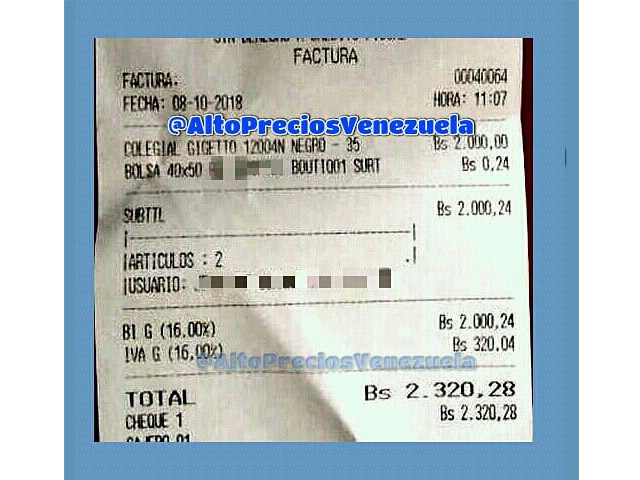 FACTURA
FACTURA: 00040064
FECHA: 08-10-2018 HORA: 11:07
@AltoPreciosVenezuela
COLEGIAL GIGETTO 12004N NEGRO - 35 Bs 2.000,00
BOLSA 40x50 BOUTI001 SURT Bs 0,24
SUBTTL Bs 2.000,24
ARTICULOS : 2
USUARIO:
BI G (16,00%) Bs 2.000,24
IVA G (16,00%) Bs 320.04
@AltoPreciosVenezuela
TOTAL Bs 2.320,28
CHEQUE 1 Bs 2.320,28